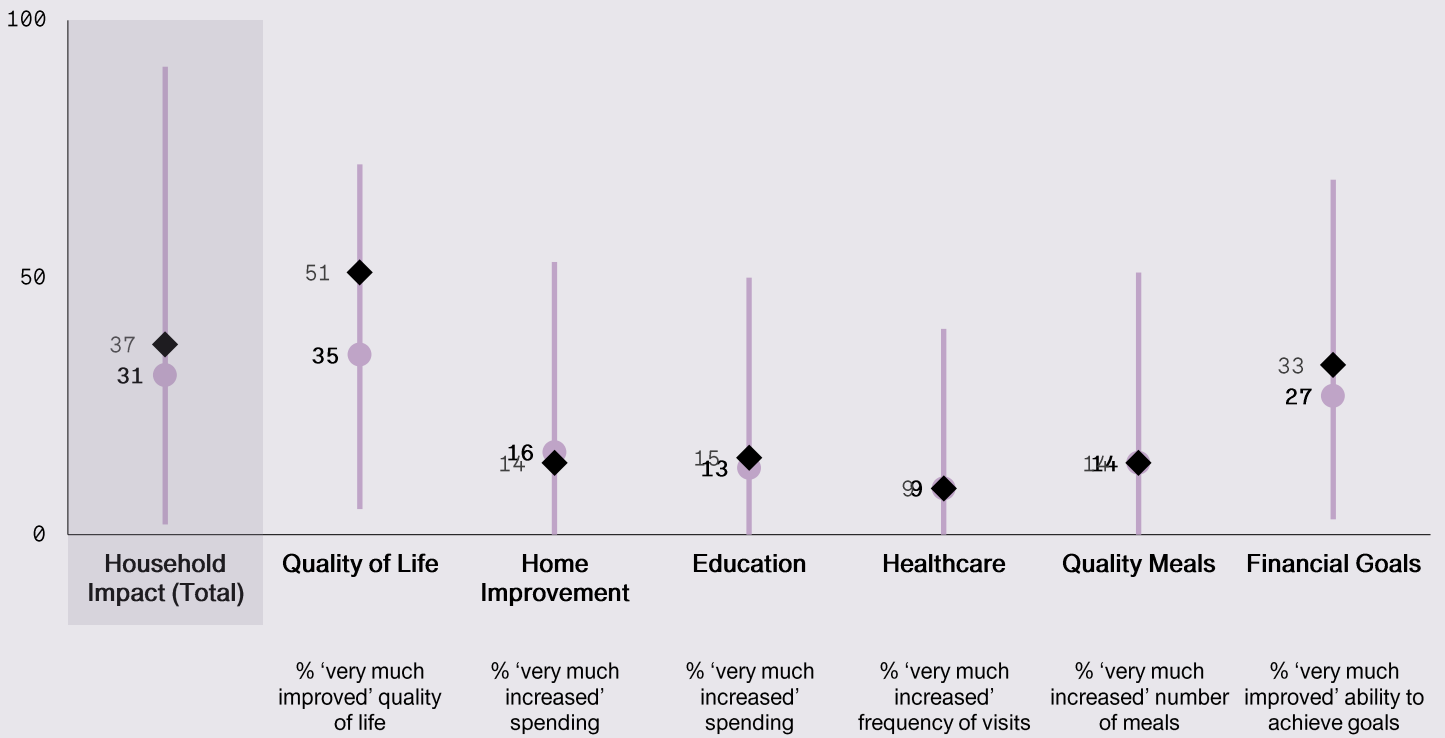 100
50
0
37
31
51
35
16
14
15
13
9
9
14
14
33
27
Household
Impact (Total)
Quality of Life
Home
Improvement
Education
Healthcare
Quality Meals
Financial Goals
% ‘very much
improved’ quality
of life
% ‘very much
increased’
spending
% ‘very much
increased’
spending
% ‘very much
increased’
frequency of visits
% ‘very much
increased’ number
of meals
% ‘very much
improved’ ability to
achieve goals